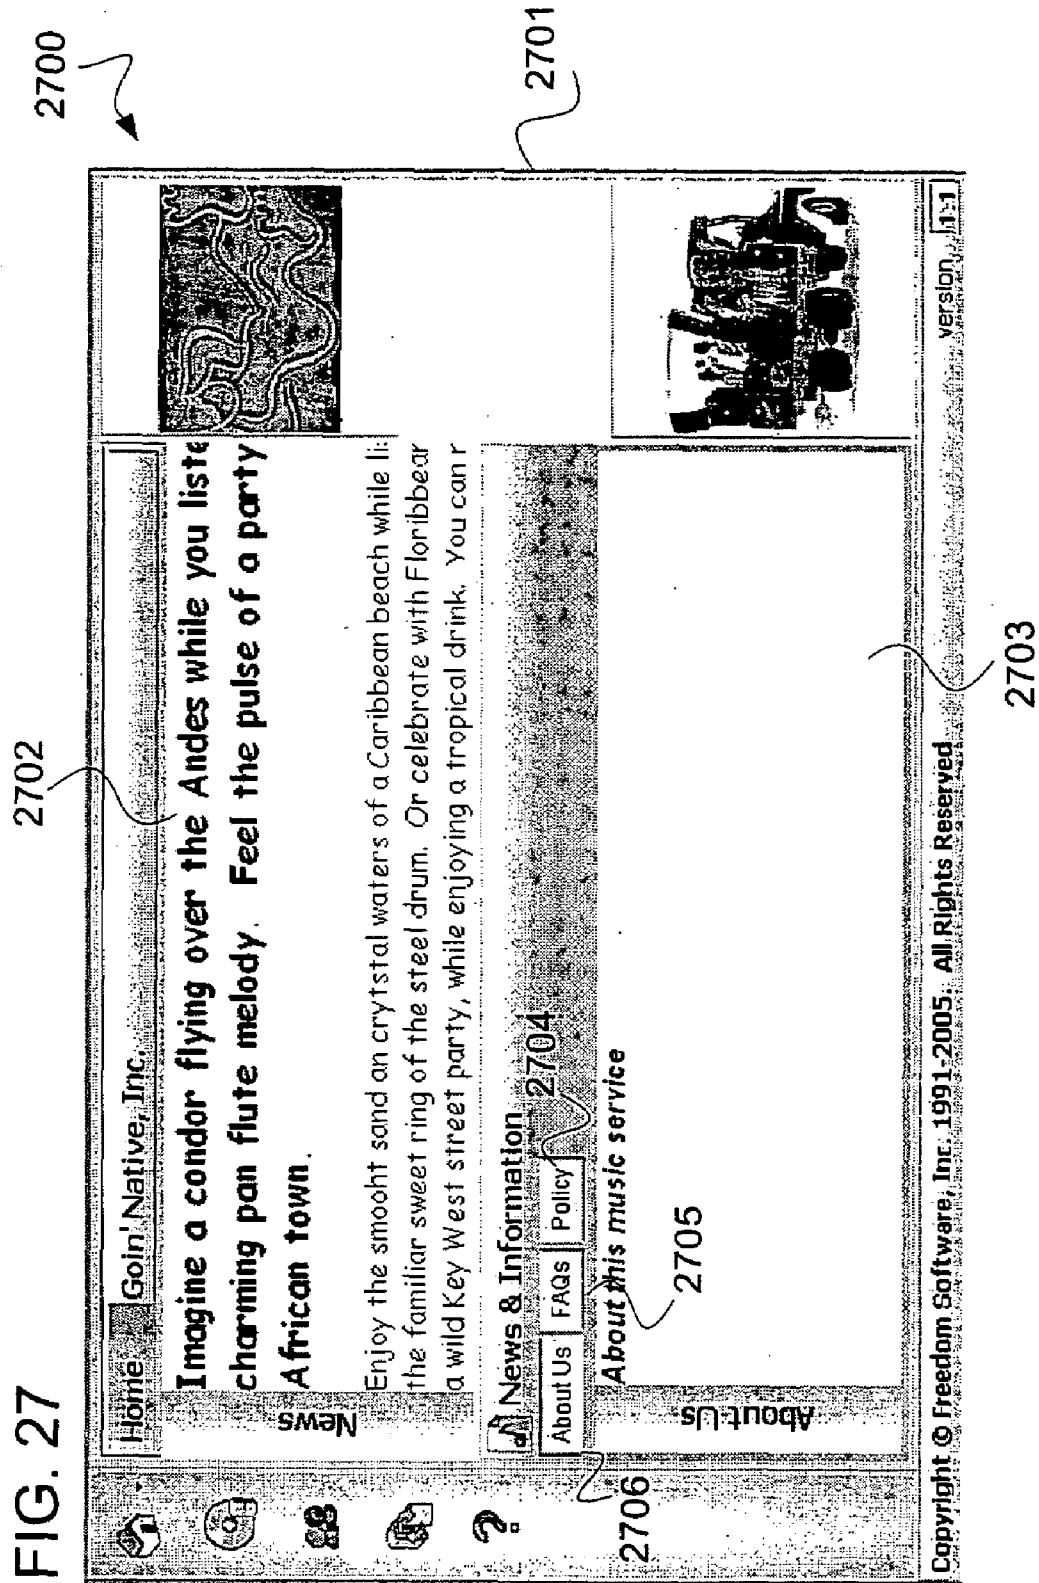 FIG. 27
2700
2701
2702
Home Goin' Native, Inc.
News
Imagine a condor flying over the Andes while you liste
charming pan flute melody. Feel the pulse of a party
African town.
Enjoy the smooht sand an crytstal waters of a Caribbean beach while li
the familiar sweet ring of the steel drum. Or celebrate with Floribbear
a wild Key West street party, while enjoying a tropical drink. You can r
News & Information
About Us FAQs Policy
2704
About Us
About this music service
2705
2706
2703
Copyright © Freedom Software, Inc. 1991-2005. All Rights Reserved
version 1.1